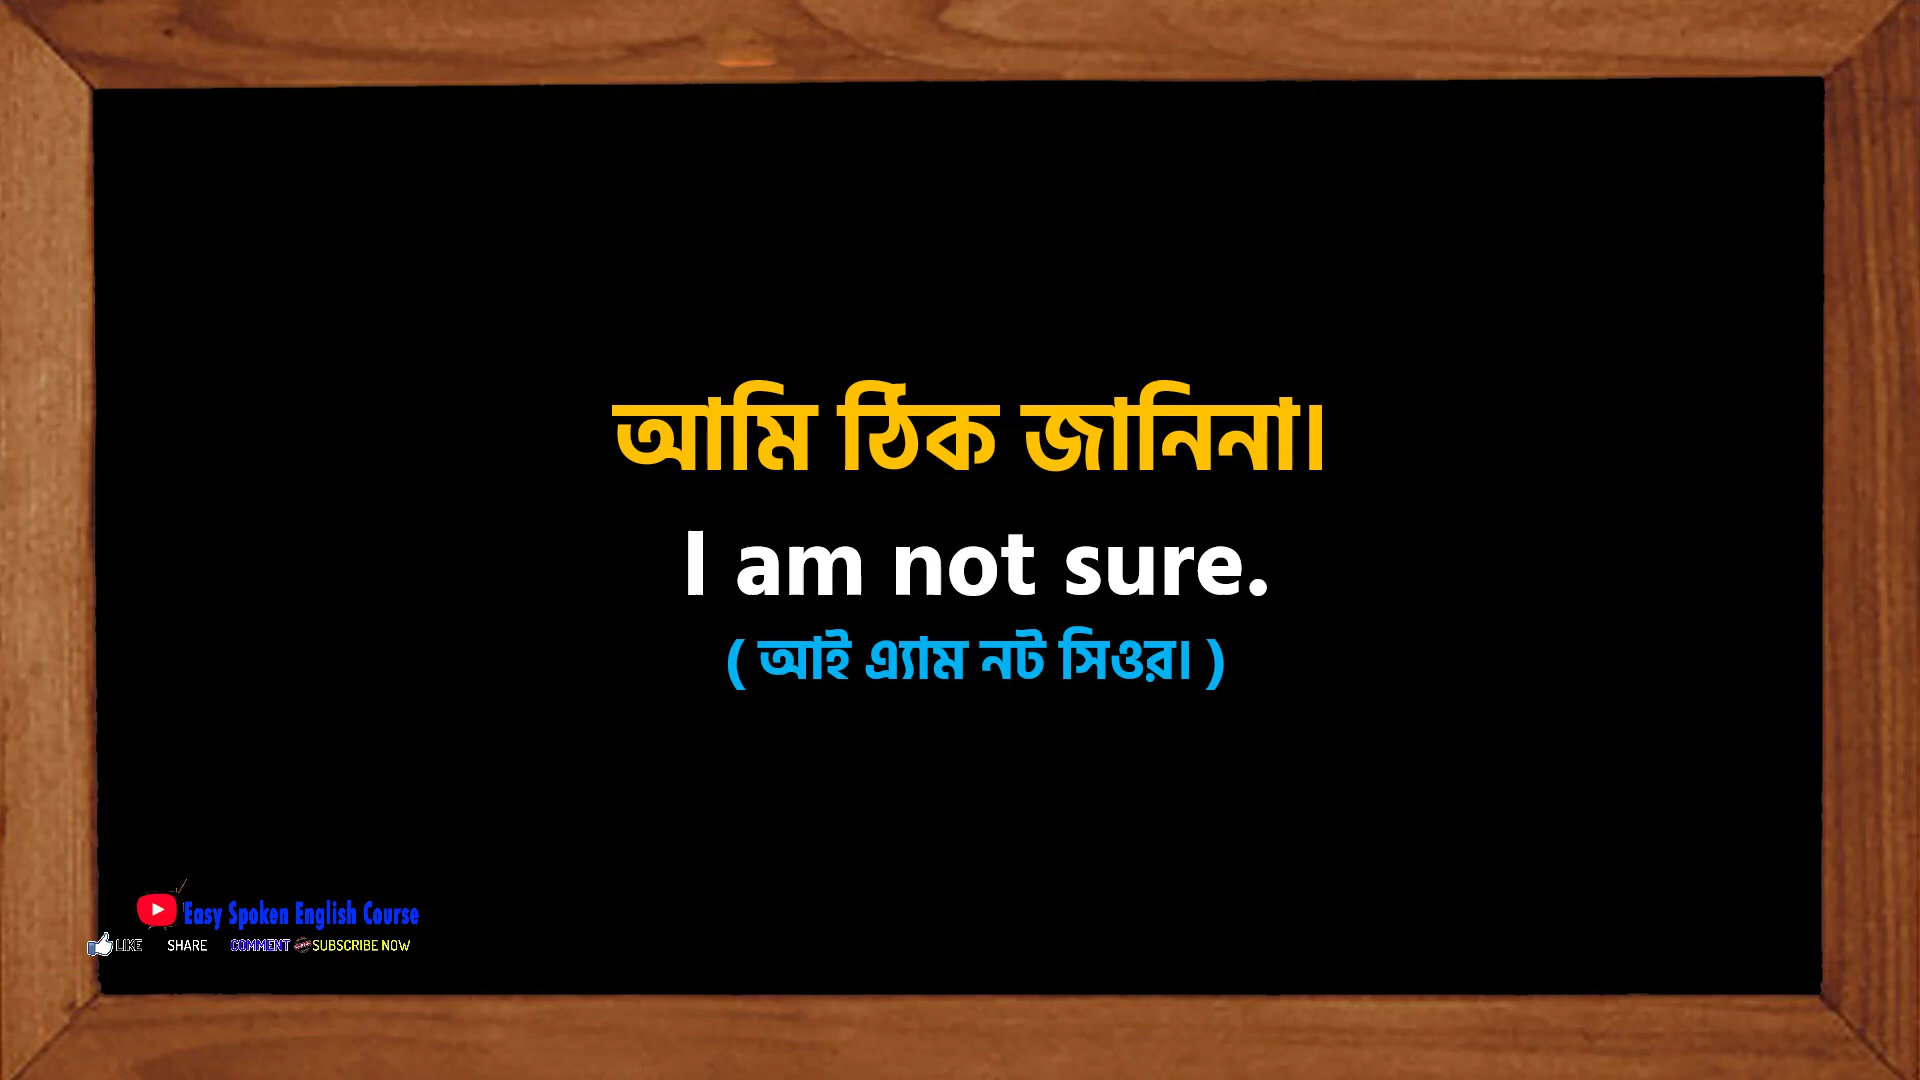 আমি ঠিক জানিনা।
I am not sure.
( আই এ্যাম নট সিওর। )
Easy Spoken English Course
LIKE SHARE COMMENT SUBSCRIBE NOW